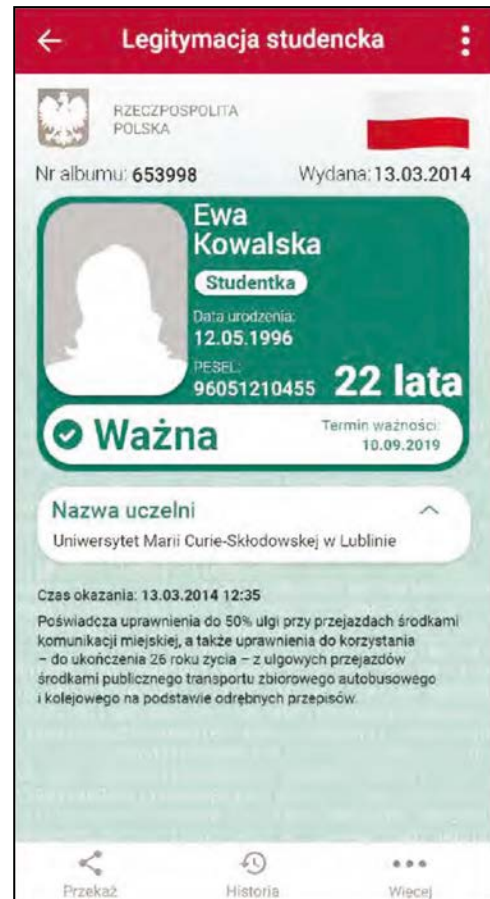 Legitymacja studencka
RZECZPOSPOLITA
POLSKA
Nr albumu: 653998 Wydana: 13.03.2014
Ewa
Kowalska
Studentka
Data urodzenia:
12.05.1996
PESEL:
96051210455 22 lata
Ważna
Termin ważności:
10.09.2019
Nazwa uczelni
Uniwersytet Marii Curie-Skłodowskej w Lublinie
Czas okazania: 13.03.2014 12:35
Poświadcza uprawnienia do 50% ulgi przy przejazdach środkami
komunikacji miejskiej, a także uprawnienia do korzystania
– do ukończenia 26 roku życia – z ulgowych przejazdów
środkami publicznego transportu zbiorowego autobusowego
i kolejowego na podstawie odrębnych przepisów.
Przekaż Historia Więcej